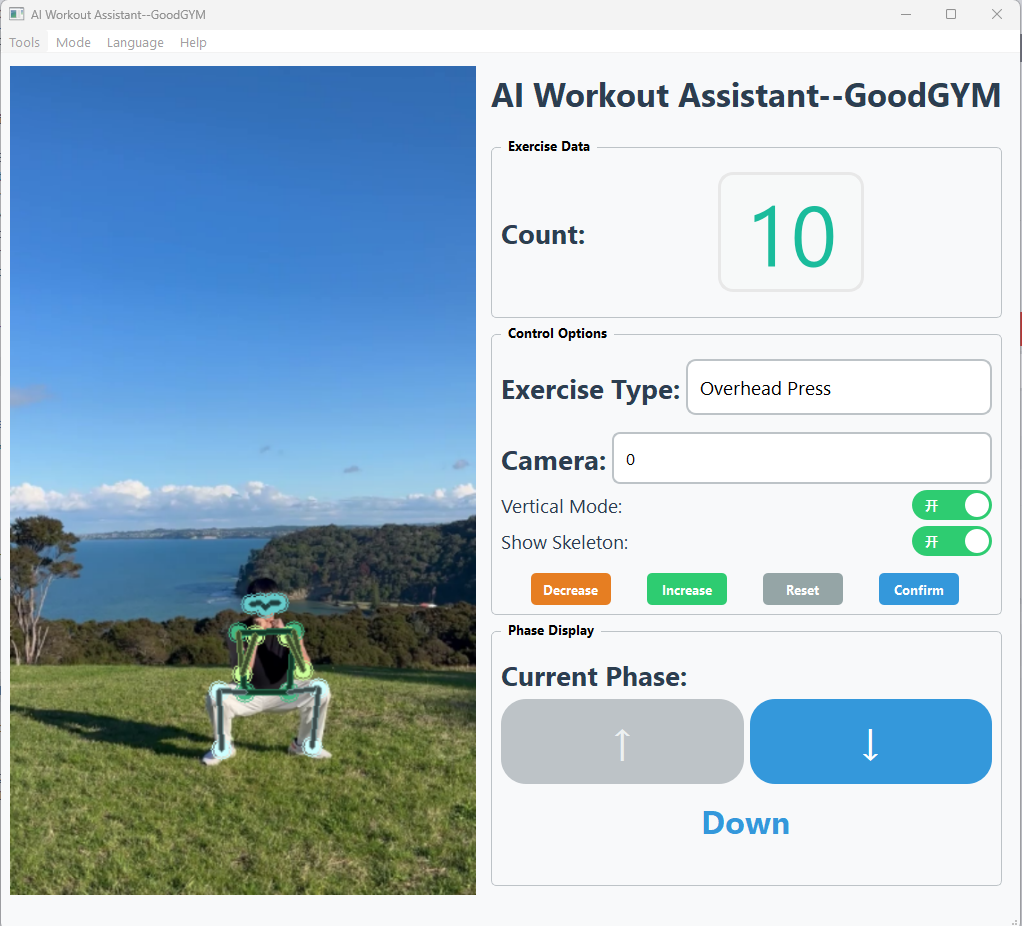 AI Workout Assistant--GoodGYM
Tools Mode Language Help
AI Workout Assistant--GoodGYM
Exercise Data
Count: 10
Control Options
Exercise Type: Overhead Press
Camera: 0
Vertical Mode: 开
Show Skeleton: 开
Decrease Increase Reset Confirm
Phase Display
Current Phase:
↑ ↓
Down